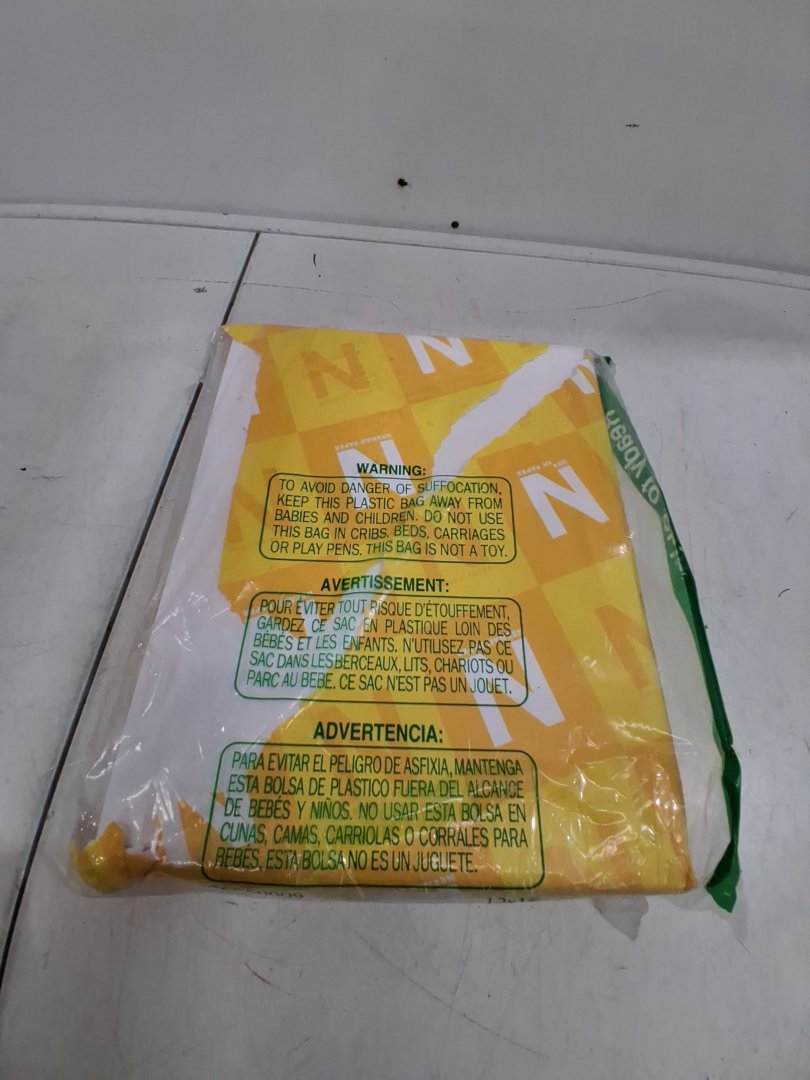 N
N
NEENAH PAPER
N
N
N
WARNING:
TO AVOID DANGER OF SUFFOCATION,
KEEP THIS PLASTIC BAG AWAY FROM
BABIES AND CHILDREN. DO NOT USE
THIS BAG IN CRIBS, BEDS, CARRIAGES
OR PLAY PENS. THIS BAG IS NOT A TOY.
AVERTISSEMENT:
POUR ÉVITER TOUT RISQUE D'ÉTOUFFEMENT,
GARDEZ CE SAC EN PLASTIQUE LOIN DES
BÉBÉS ET LES ENFANTS. N'UTILISEZ PAS CE
SAC DANS LES BERCEAUX, LITS, CHARIOTS OU
PARC AU BEBE. CE SAC N'EST PAS UN JOUET.
ADVERTENCIA:
PARA EVITAR EL PELIGRO DE ASFIXIA, MANTENGA
ESTA BOLSA DE PLASTICO FUERA DEL ALCANCE
DE BEBÉS Y NIÑOS. NO USAR ESTA BOLSA EN
CUNAS, CAMAS, CARRIOLAS O CORRALES PARA
BEBÉS. ESTA BOLSA NO ES UN JUGUETE.